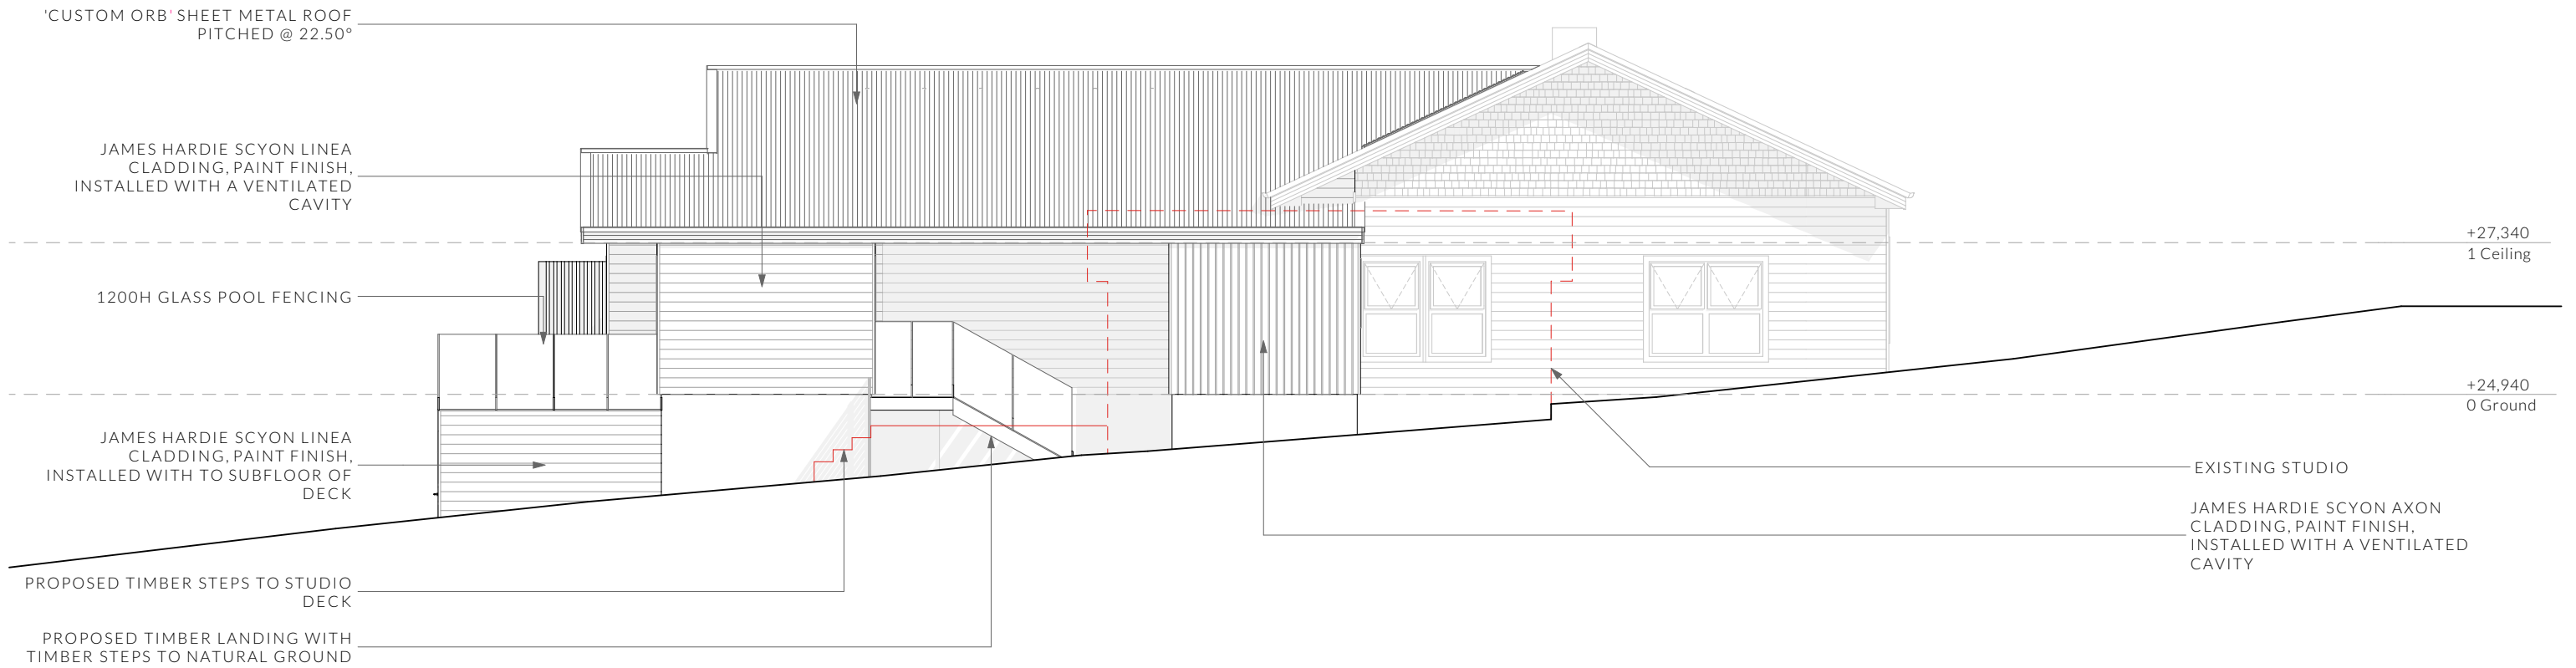 'CUSTOM ORB' SHEET METAL ROOF
PITCHED @ 22.50°
JAMES HARDIE SCYON LINEA
CLADDING, PAINT FINISH,
INSTALLED WITH A VENTILATED
CAVITY
1200H GLASS POOL FENCING
JAMES HARDIE SCYON LINEA
CLADDING, PAINT FINISH,
INSTALLED WITH TO SUBFLOOR OF
DECK
PROPOSED TIMBER STEPS TO STUDIO
DECK
PROPOSED TIMBER LANDING WITH
TIMBER STEPS TO NATURAL GROUND
+27,340
1 Ceiling
+24,940
0 Ground
EXISTING STUDIO
JAMES HARDIE SCYON AXON
CLADDING, PAINT FINISH,
INSTALLED WITH A VENTILATED
CAVITY